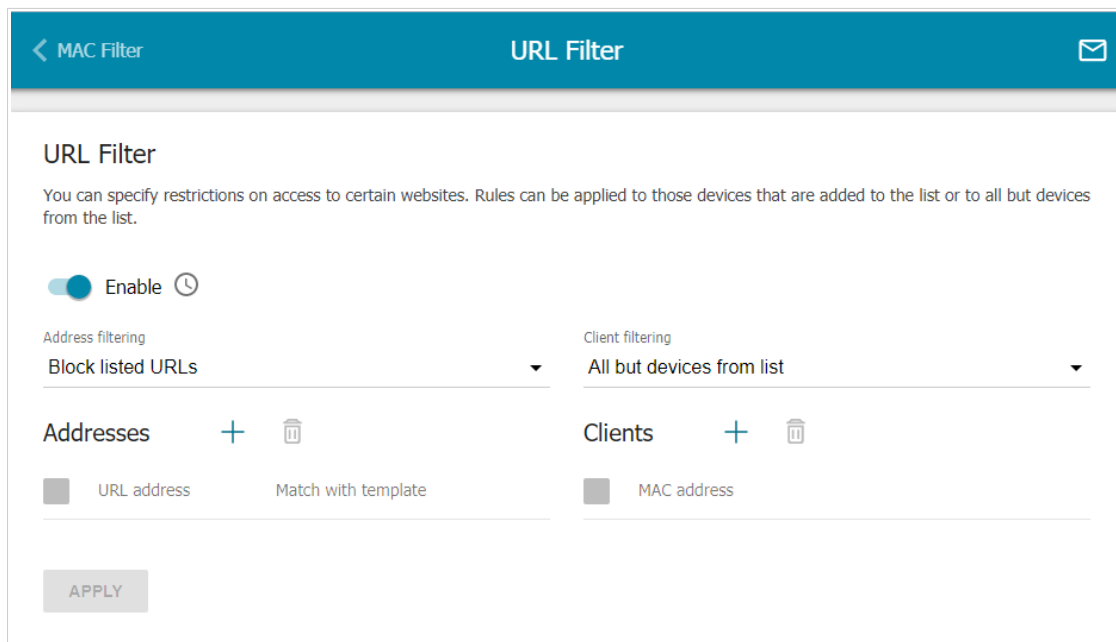 MAC Filter
URL Filter
URL Filter
You can specify restrictions on access to certain websites. Rules can be applied to those devices that are added to the list or to all but devices
from the list.
Enable
Address filtering
Block listed URLs
Client filtering
All but devices from list
Addresses
URL address Match with template
Clients
MAC address
APPLY